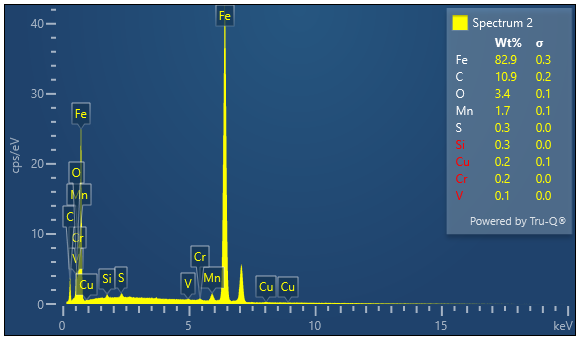 Spectrum 2
Wt% σ
Fe 82.9 0.3
C 10.9 0.2
O 3.4 0.1
Mn 1.7 0.1
S 0.3 0.0
Si 0.3 0.0
Cu 0.2 0.1
Cr 0.2 0.0
V 0.1 0.0
Powered by Tru-Q®
cps/eV
40
30
20
10
0
Fe
Fe
O
Mn
C
Cr
V
Cu
Si
S
V
Cr
Mn
Cu
Cu
0 5 10 15 keV